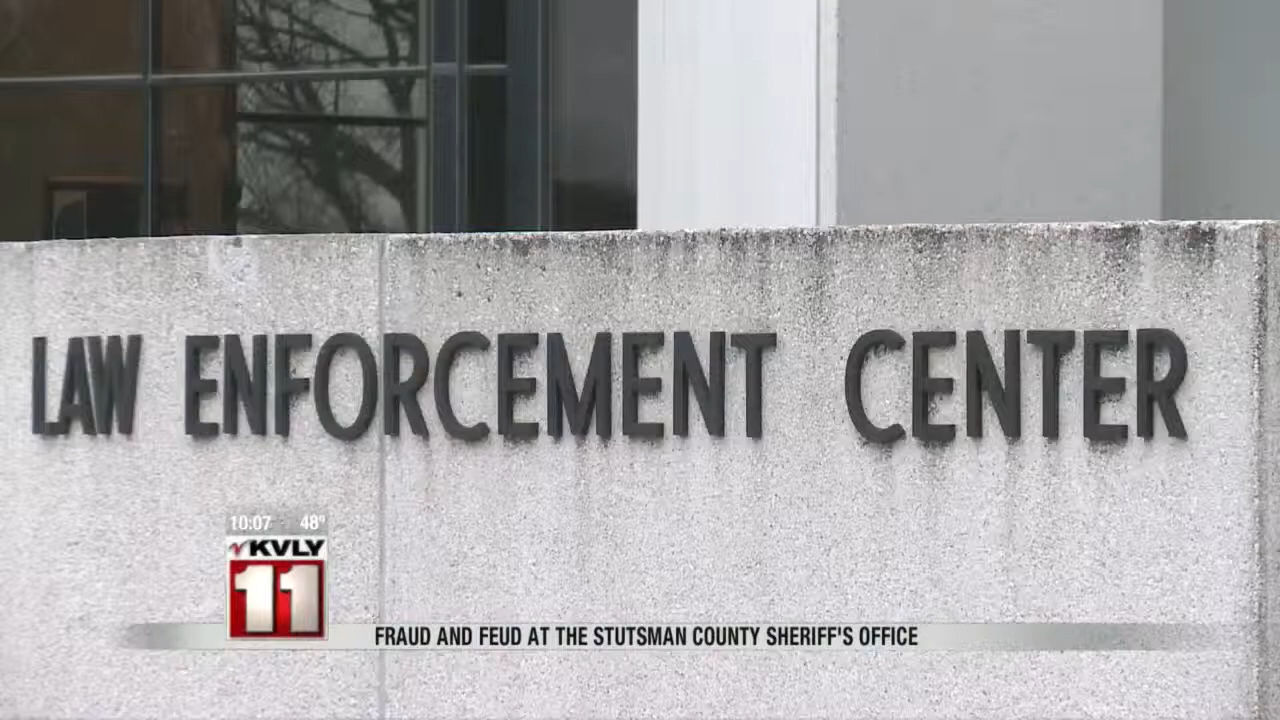 LAW ENFORCEMENT CENTER
10:07 48°
KVLY
11
FRAUD AND FEUD AT THE STUTSMAN COUNTY SHERIFF'S OFFICE